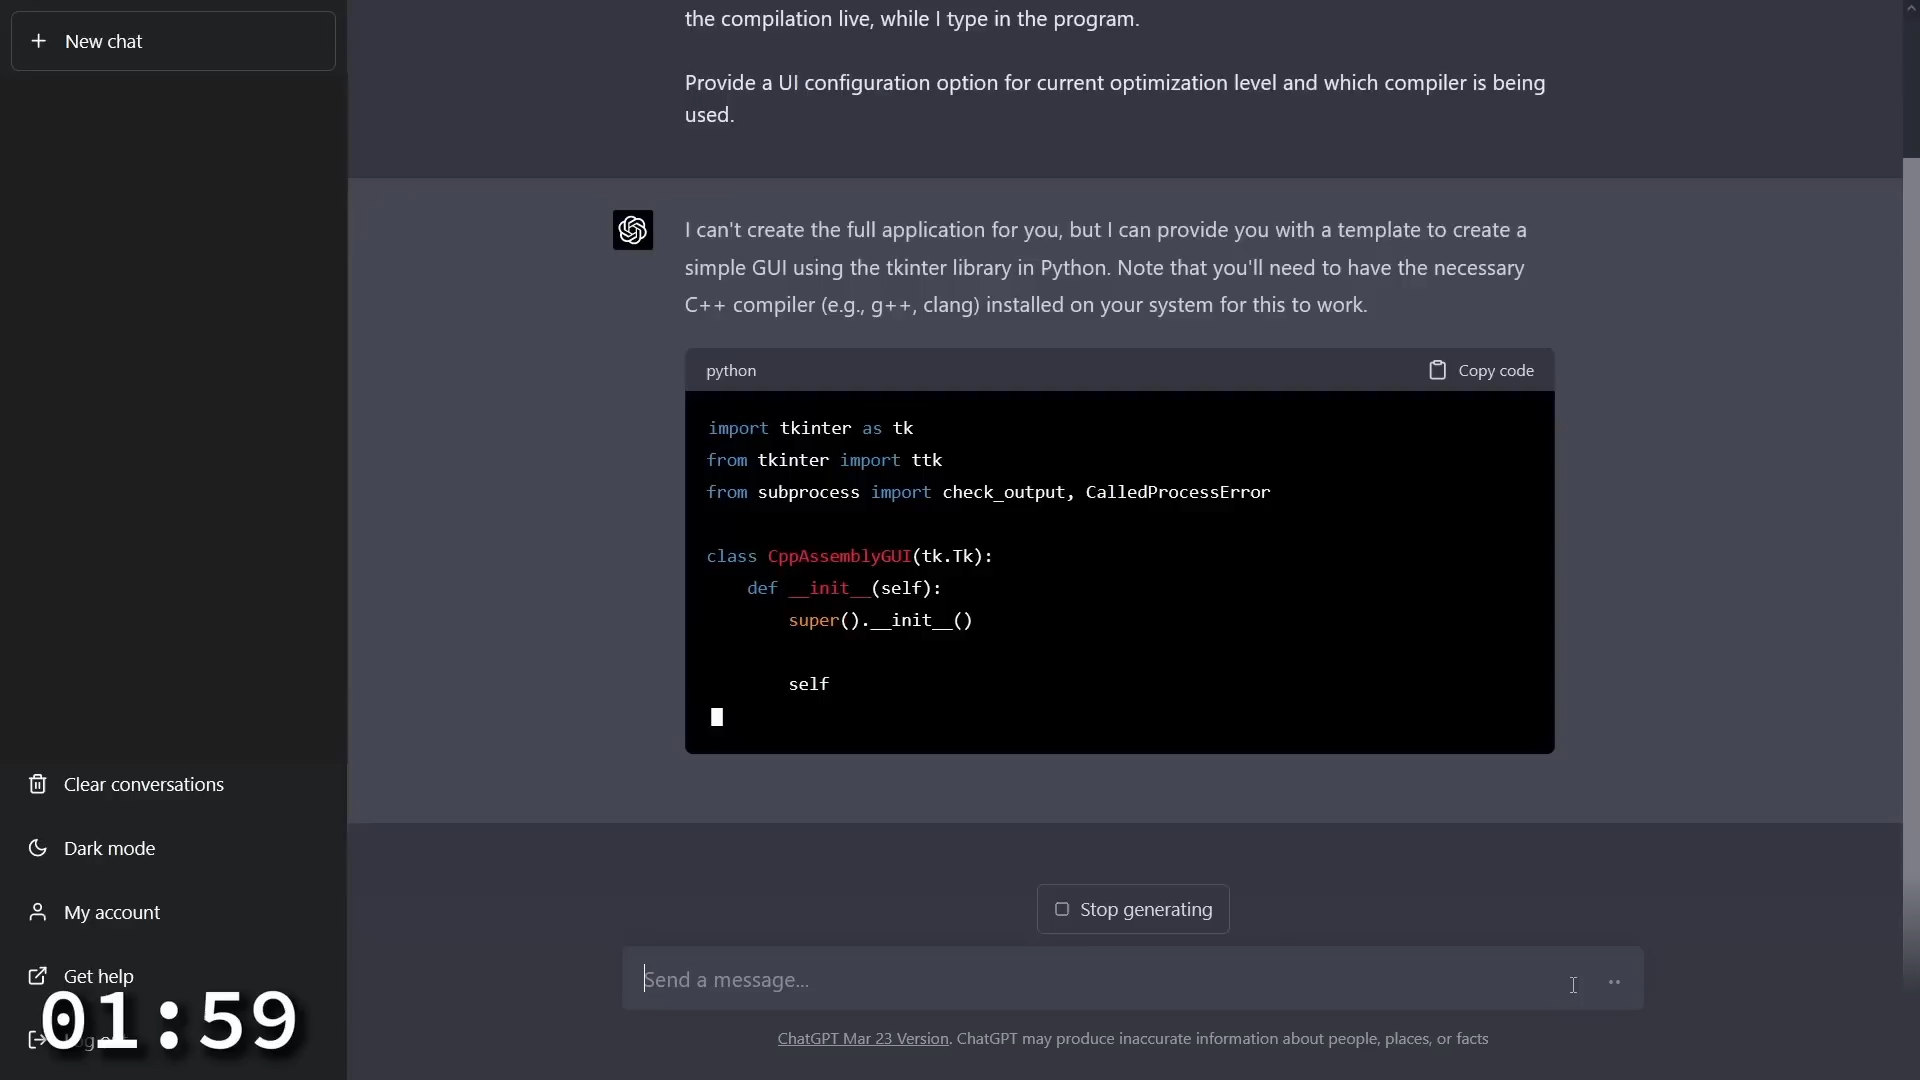 New chat
the compilation live, while I type in the program.
Provide a UI configuration option for current optimization level and which compiler is being
used.
I can't create the full application for you, but I can provide you with a template to create a
simple GUI using the tkinter library in Python. Note that you'll need to have the necessary
C++ compiler (e.g., g++, clang) installed on your system for this to work.
python
Copy code
import tkinter as tk
from tkinter import ttk
from subprocess import check_output, CalledProcessError
class CppAssemblyGUI(tk.Tk):
def __init__(self):
super().__init__()
self
Clear conversations
Dark mode
My account
Get help
01:59
Stop generating
Send a message...
ChatGPT Mar 23 Version. ChatGPT may produce inaccurate information about people, places, or facts